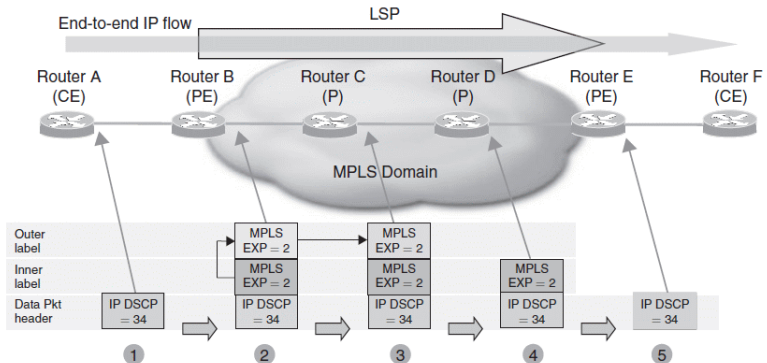 End-to-end IP flow
LSP
Router A
(CE)
Router B
(PE)
Router C
(P)
Router D
(P)
Router E
(PE)
Router F
(CE)
MPLS Domain
Outer
label
MPLS
EXP = 2
MPLS
EXP = 2
Inner
label
MPLS
EXP = 2
MPLS
EXP = 2
MPLS
EXP = 2
Data Pkt
header
IP DSCP
= 34
IP DSCP
= 34
IP DSCP
= 34
IP DSCP
= 34
IP DSCP
= 34
1
2
3
4
5